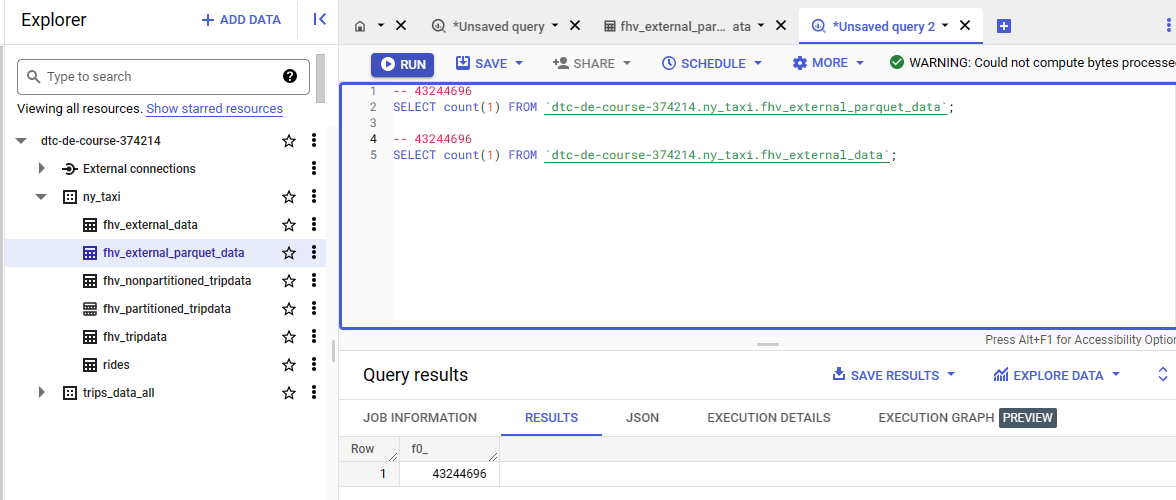 Explorer
+ ADD DATA
Type to search
Viewing all resources. Show starred resources
dtc-de-course-374214
External connections
ny_taxi
fhv_external_data
fhv_external_parquet_data
fhv_nonpartitioned_tripdata
fhv_partitioned_tripdata
fhv_tripdata
rides
trips_data_all
*Unsaved query
fhv_external_par... ata
*Unsaved query 2
RUN
SAVE
SHARE
SCHEDULE
MORE
WARNING: Could not compute bytes processe
1 -- 43244696
2 SELECT count(1) FROM `dtc-de-course-374214.ny_taxi.fhv_external_parquet_data`;
3
4 -- 43244696
5 SELECT count(1) FROM `dtc-de-course-374214.ny_taxi.fhv_external_data`;
Press Alt+F1 for Accessibility Option
Query results
SAVE RESULTS
EXPLORE DATA
JOB INFORMATION
RESULTS
JSON
EXECUTION DETAILS
EXECUTION GRAPH PREVIEW
Row f0_
1 43244696